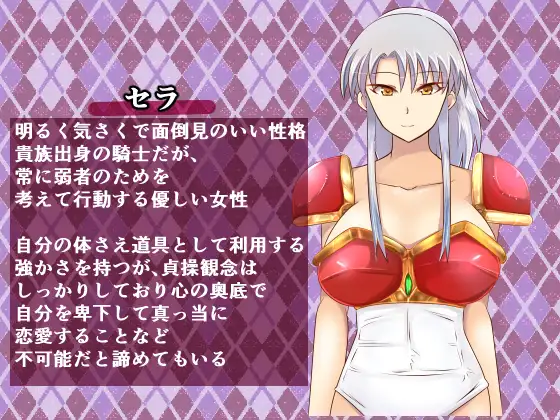 セラ
明るく気さくで面倒見のいい性格
貴族出身の騎士だが、
常に弱者のためを
考えて行動する優しい女性
自分の体さえ道具として利用する
強かさを持つが、貞操観念は
しっかりしており心の奥底で
自分を卑下して真っ当に
恋愛することなど
不可能だと諦めてもいる